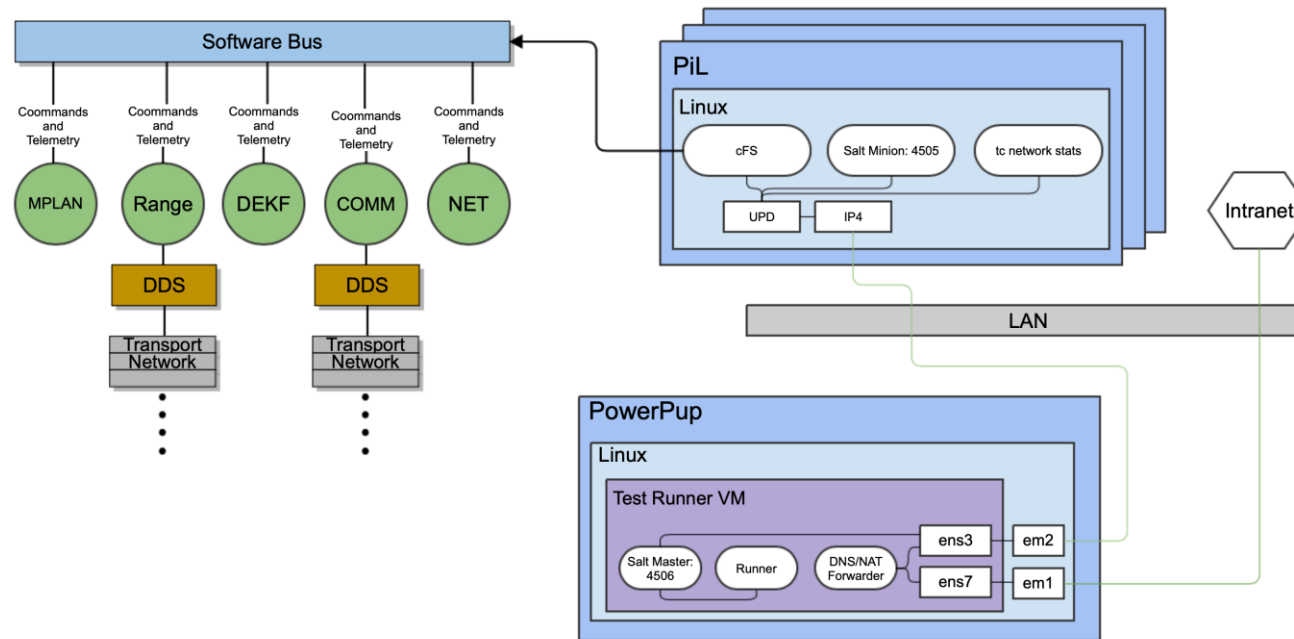 Software Bus
Coommands
and
Telemetry
Coommands
and
Telemetry
Coommands
and
Telemetry
Coommands
and
Telemetry
Coommands
and
Telemetry
MPLAN
Range
DEKF
COMM
NET
DDS
DDS
Transport
Network
Transport
Network
PiL
Linux
cFS
Salt Minion: 4505
tc network stats
UPD
IP4
Intranet
LAN
PowerPup
Linux
Test Runner VM
Salt Master:
4506
Runner
DNS/NAT
Forwarder
ens3
em2
ens7
em1